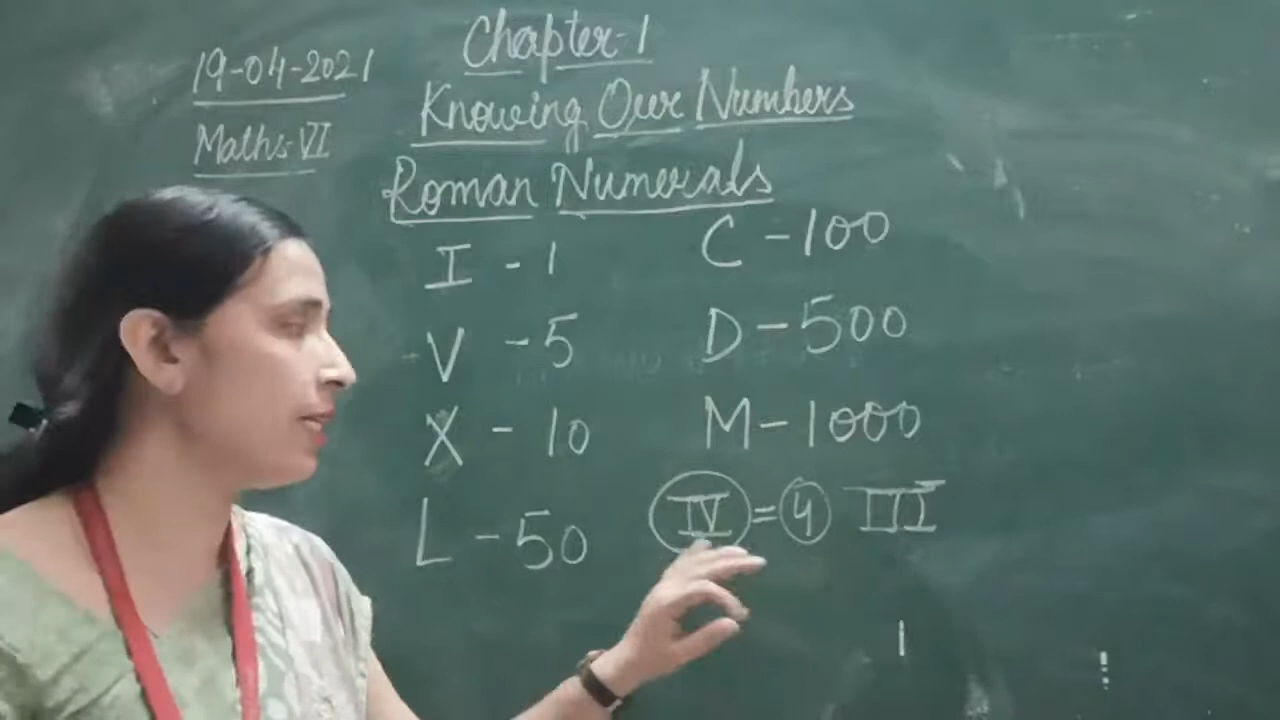 Chapter-1
19-04-2021
Knowing Our Numbers
Maths-VI
Roman Numerals
I - 1
C - 100
V - 5
D - 500
X - 10
M - 1000
L - 50
IV = 4 III